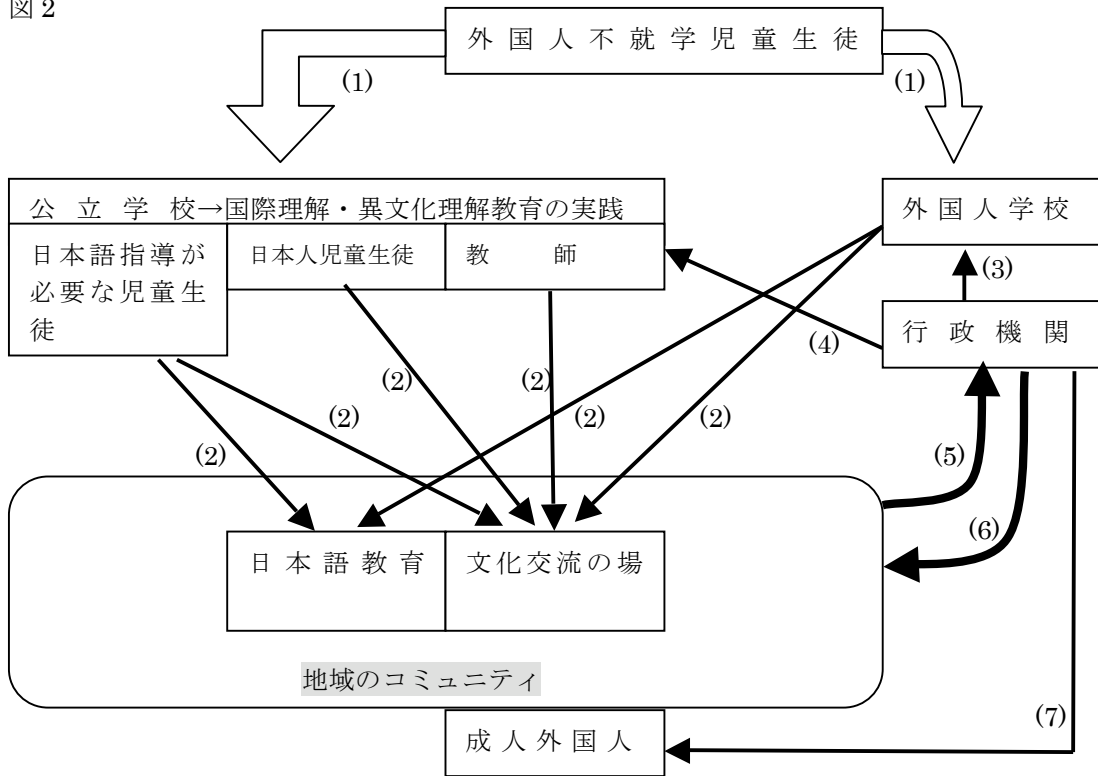 図 2
外国人不就学児童生徒
(1)
(1)
公立学校→国際理解・異文化理解教育の実践
外国人学校
日本語指導が
必要な児童生
徒
日本人児童生徒
教師
(3)
行政機関
(4)
(2)
(2)
(2)
(2)
(2)
(2)
(5)
(6)
日本語教育
文化交流の場
地域のコミュニティ
(7)
成人外国人